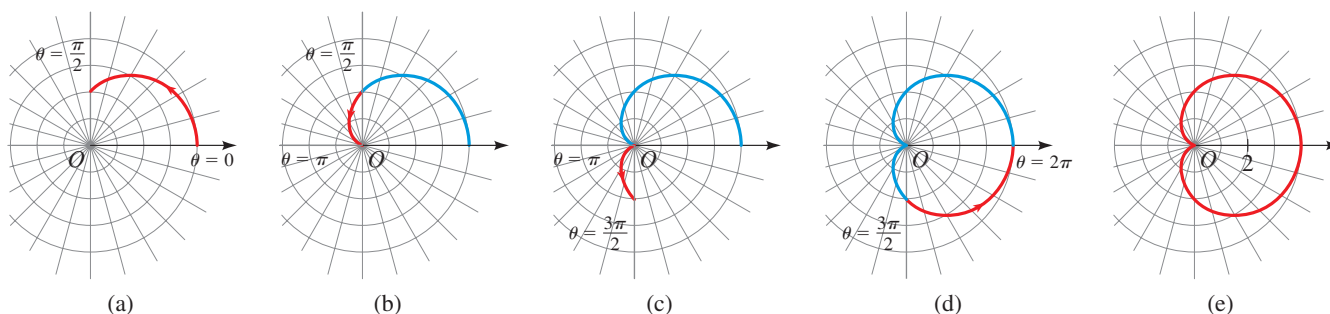 θ = π/2
O
θ = 0
(a)
θ = π/2
θ = π
O
(b)
θ = π
O
θ = 3π/2
(c)
O
θ = 2π
θ = 3π/2
(d)
O
2
(e)